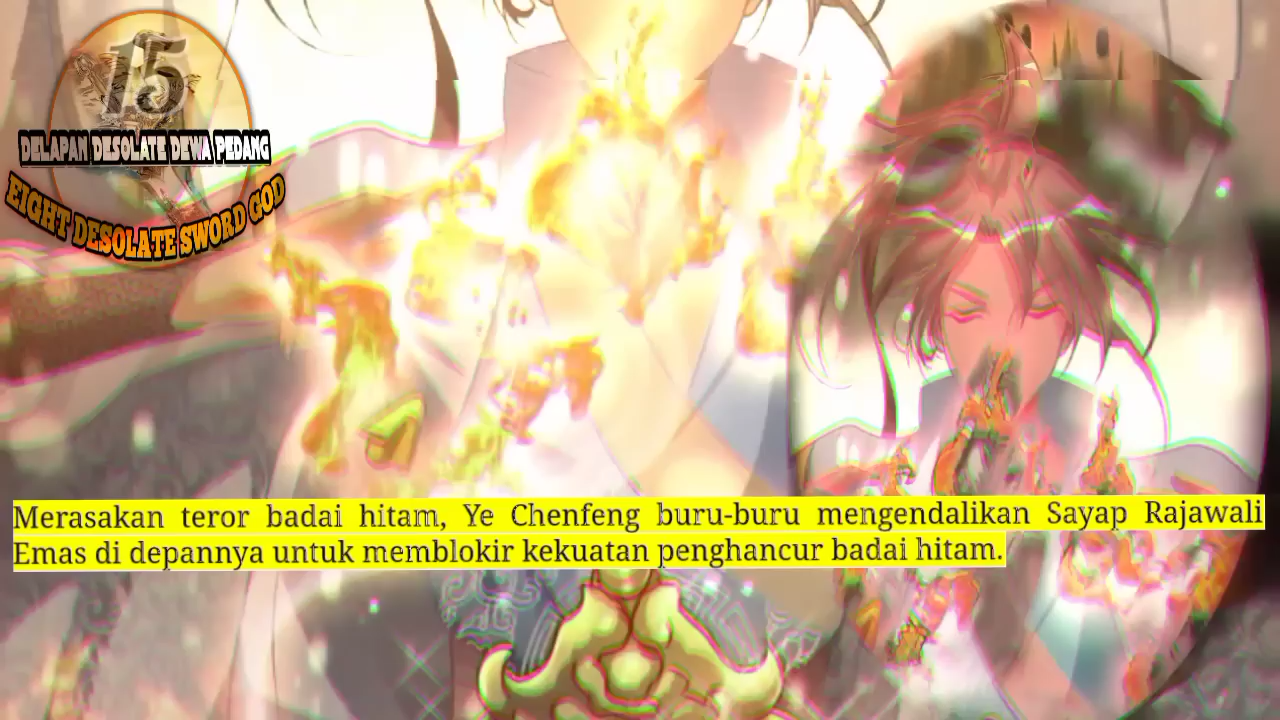 15
DELAPAN DESOLATE DEWA PEDANG
EIGHT DESOLATE SWORD GOD
Merasakan teror badai hitam, Ye Chenfeng buru-buru mengendalikan Sayap Rajawali
Emas di depannya untuk memblokir kekuatan penghancur badai hitam.